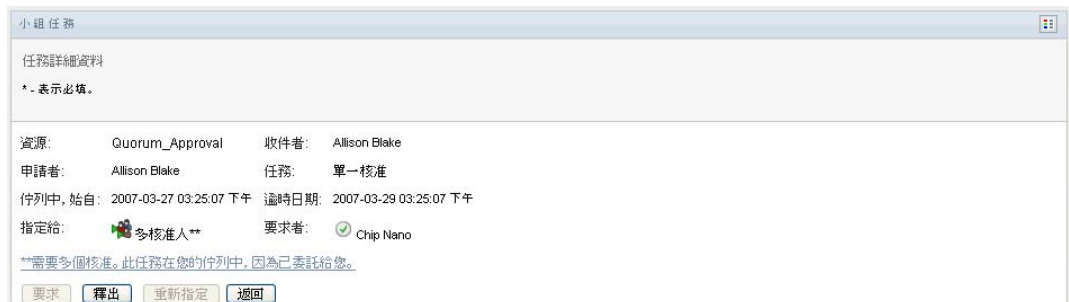 小組任務
任務詳細資料
* - 表示必填。
資源: Quorum_Approval 收件者: Allison Blake
申請者: Allison Blake 任務: 單一核准
佇列中, 始自: 2007-03-27 03:25:07 下午 逾時日期: 2007-03-29 03:25:07 下午
指定給: 多核准人** 要求者: Chip Nano
**需要多個核准。此任務在您的佇列中, 因為已委託給您。
要求 釋出 重新指定 返回